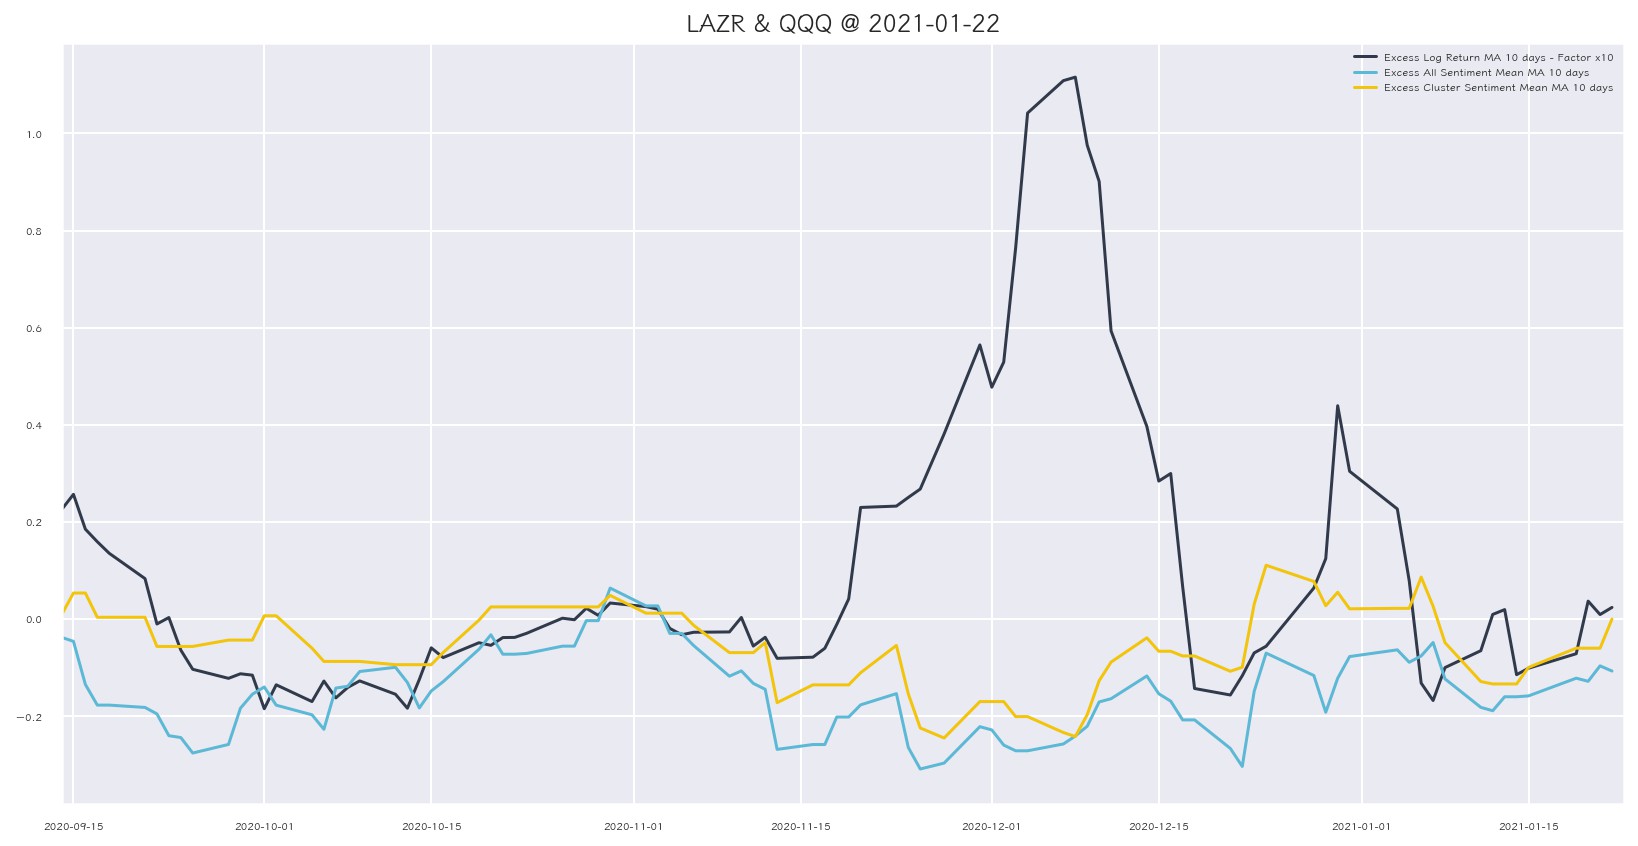 LAZR & QQQ @ 2021-01-22
Excess Log Return MA 10 days - Factor x10
Excess All Sentiment Mean MA 10 days
Excess Cluster Sentiment Mean MA 10 days
1.0
0.8
0.6
0.4
0.2
0.0
−0.2
2020-09-15 2020-10-01 2020-10-15 2020-11-01 2020-11-15 2020-12-01 2020-12-15 2021-01-01 2021-01-15